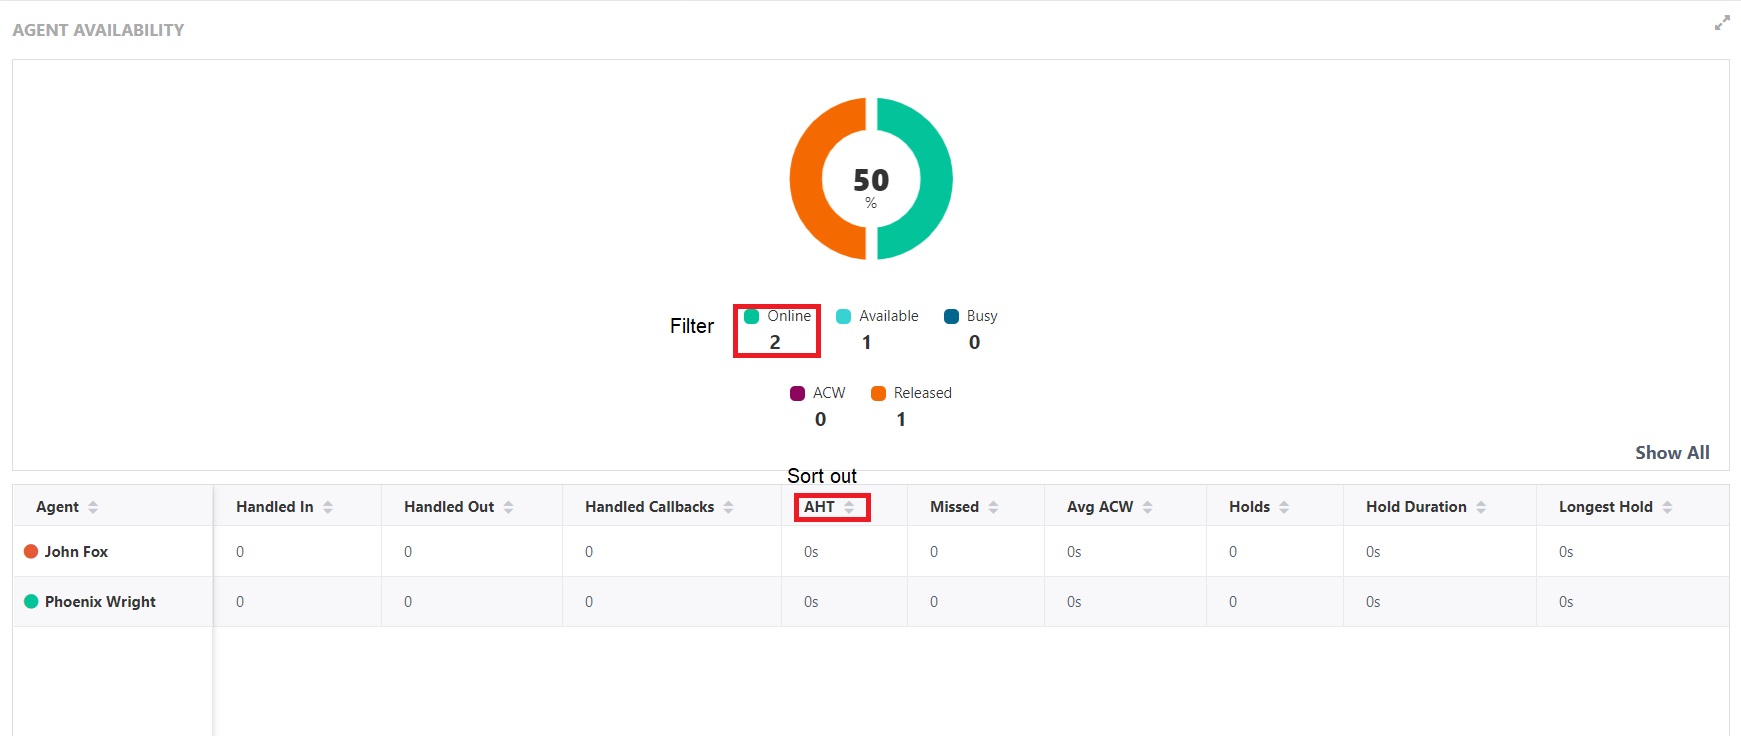 AGENT AVAILABILITY
50
%
Filter
Online Available Busy
2 1 0
ACW Released
0 1
Show All
Sort out
Agent Handled In Handled Out Handled Callbacks AHT Missed Avg ACW Holds Hold Duration Longest Hold
John Fox 0 0 0 0s 0 0s 0 0s 0s
Phoenix Wright 0 0 0 0s 0 0s 0 0s 0s